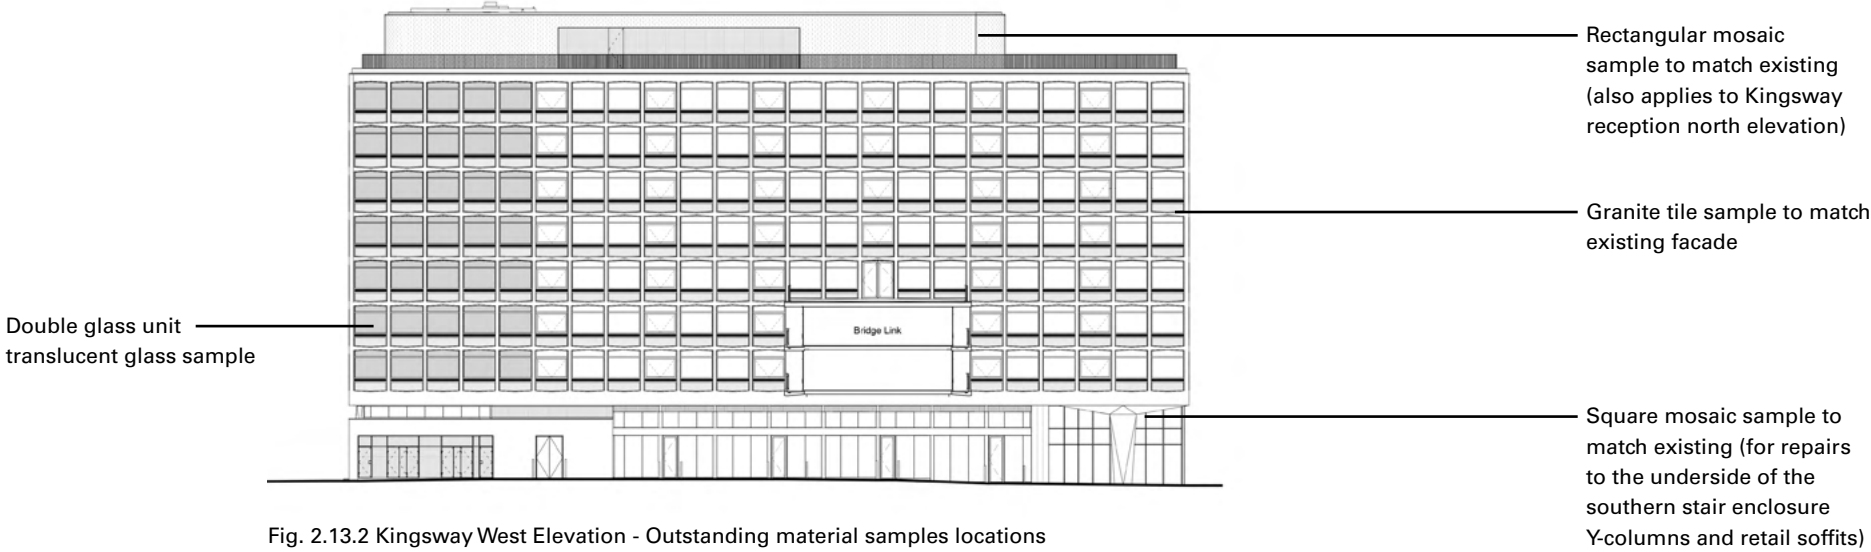 Rectangular mosaic
sample to match existing
(also applies to Kingsway
reception north elevation)
Granite tile sample to match
existing facade
Double glass unit
translucent glass sample
Bridge Link
Square mosaic sample to
match existing (for repairs
to the underside of the
southern stair enclosure
Y-columns and retail soffits)
Fig. 2.13.2 Kingsway West Elevation - Outstanding material samples locations